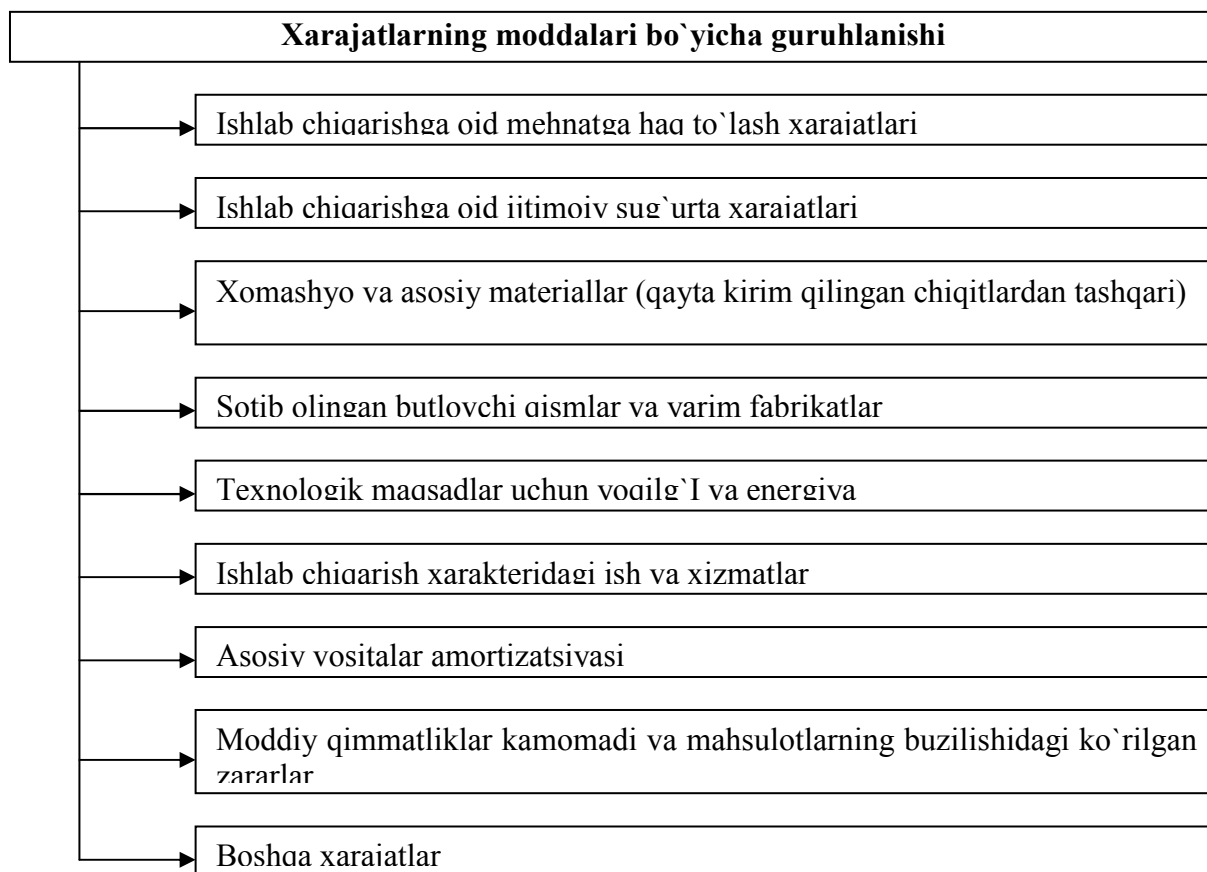 Xarajatlarning moddalari bo`yicha guruhlanishi
Ishlab chiqarishga oid mehnatga haq to`lash xarajatlari
Ishlab chiqarishga oid ijtimoiy sug`urta xarajatlari
Xomashyo va asosiy materiallar (qayta kirim qilingan chiqitlardan tashqari)
Sotib olingan butlovchi qismlar va yarim fabrikatlar
Texnologik maqsadlar uchun yoqilg`I va energiya
Ishlab chiqarish xarakteridagi ish va xizmatlar
Asosiy vositalar amortizatsiyasi
Moddiy qimmatliklar kamomadi va mahsulotlarning buzilishidagi ko`rilgan
zararlar
Boshqa xarajatlar